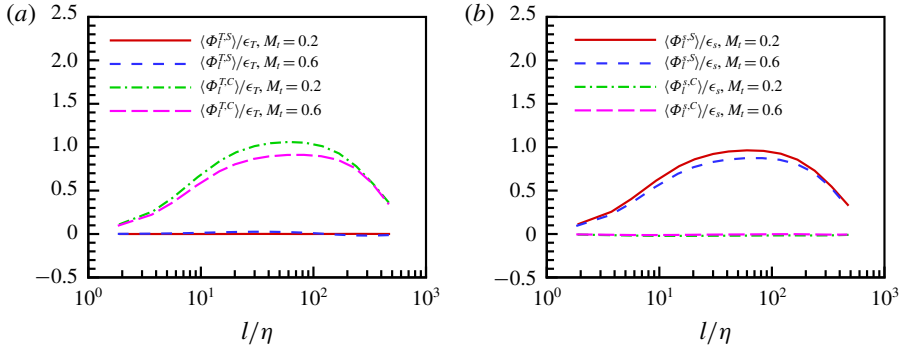 (a)
2.5
2.0
1.5
1.0
0.5
0
−0.5
⟨Φ_l^{T,S}⟩/ϵ_T, M_t = 0.2
⟨Φ_l^{T,S}⟩/ϵ_T, M_t = 0.6
⟨Φ_l^{T,C}⟩/ϵ_T, M_t = 0.2
⟨Φ_l^{T,C}⟩/ϵ_T, M_t = 0.6
10^0 10^1 10^2 10^3
l/η
(b)
2.5
2.0
1.5
1.0
0.5
0
−0.5
⟨Φ_l^{s,S}⟩/ϵ_s, M_t = 0.2
⟨Φ_l^{s,S}⟩/ϵ_s, M_t = 0.6
⟨Φ_l^{s,C}⟩/ϵ_s, M_t = 0.2
⟨Φ_l^{s,C}⟩/ϵ_s, M_t = 0.6
10^0 10^1 10^2 10^3
l/η